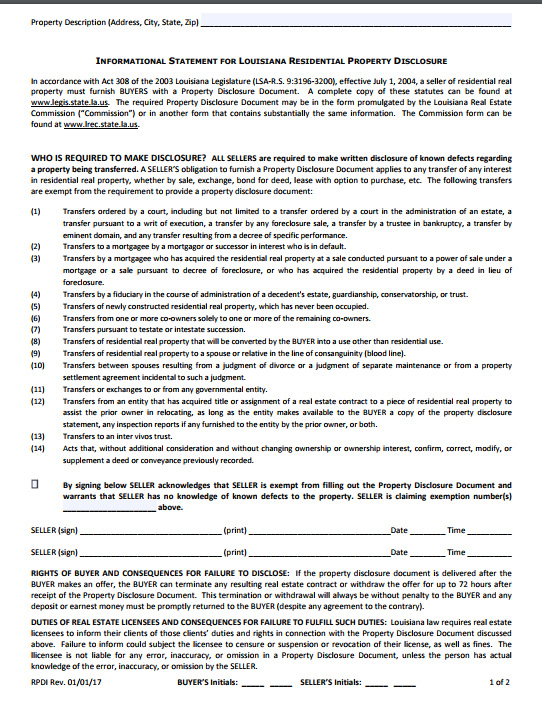 Property Description (Address, City, State, Zip) ___
INFORMATIONAL STATEMENT FOR LOUISIANA RESIDENTIAL PROPERTY DISCLOSURE
In accordance with Act 308 of the 2003 Louisiana Legislature (LSA-R.S. 9:3196-3200), effective July 1, 2004, a seller of residential real
property must furnish BUYERS with a Property Disclosure Document. A complete copy of these statutes can be found at
www.legis.state.la.us. The required Property Disclosure Document may be in the form promulgated by the Louisiana Real Estate
Commission ("Commission") or in another form that contains substantially the same information. The Commission form can be
found at www.lrec.state.la.us.
WHO IS REQUIRED TO MAKE DISCLOSURE? ALL SELLERS are required to make written disclosure of known defects regarding
a property being transferred. A SELLER'S obligation to furnish a Property Disclosure Document applies to any transfer of any interest
in residential real property, whether by sale, exchange, bond for deed, lease with option to purchase, etc. The following transfers
are exempt from the requirement to provide a property disclosure document:
(1) Transfers ordered by a court, including but not limited to a transfer ordered by a court in the administration of an estate, a
transfer pursuant to a writ of execution, a transfer by any foreclosure sale, a transfer by a trustee in bankruptcy, a transfer by
eminent domain, and any transfer resulting from a decree of specific performance.
(2) Transfers to a mortgagee by a mortgagor or successor in interest who is in default.
(3) Transfers by a mortgagee who has acquired the residential real property at a sale conducted pursuant to a power of sale under a
mortgage or a sale pursuant to decree of foreclosure, or who has acquired the residential property by a deed in lieu of
foreclosure.
(4) Transfers by a fiduciary in the course of administration of a decedent's estate, guardianship, conservatorship, or trust.
(5) Transfers of newly constructed residential real property, which has never been occupied.
(6) Transfers from one or more co-owners solely to one or more of the remaining co-owners.
(7) Transfers pursuant to testate or intestate succession.
(8) Transfers of residential real property that will be converted by the BUYER into a use other than residential use.
(9) Transfers of residential real property to a spouse or relative in the line of consanguinity (blood line).
(10) Transfers between spouses resulting from a judgment of divorce or a judgment of separate maintenance or from a property
settlement agreement incidental to such a judgment.
(11) Transfers or exchanges to or from any governmental entity.
(12) Transfers from an entity that has acquired title or assignment of a real estate contract to a piece of residential real property to
assist the prior owner in relocating, as long as the entity makes available to the BUYER a copy of the property disclosure
statement, any inspection reports if any furnished to the entity by the prior owner, or both.
(13) Transfers to an inter vivos trust.
(14) Acts that, without additional consideration and without changing ownership or ownership interest, confirm, correct, modify, or
supplement a deed or conveyance previously recorded.
By signing below SELLER acknowledges that SELLER is exempt from filling out the Property Disclosure Document and
warrants that SELLER has no knowledge of known defects to the property. SELLER is claiming exemption number(s)
___ above.
SELLER (sign) ___ (print) ___ Date ___ Time ___
SELLER (sign) ___ (print) ___ Date ___ Time ___
RIGHTS OF BUYER AND CONSEQUENCES FOR FAILURE TO DISCLOSE: If the property disclosure document is delivered after the
BUYER makes an offer, the BUYER can terminate any resulting real estate contract or withdraw the offer for up to 72 hours after
receipt of the Property Disclosure Document. This termination or withdrawal will always be without penalty to the BUYER and any
deposit or earnest money must be promptly returned to the BUYER (despite any agreement to the contrary).
DUTIES OF REAL ESTATE LICENSEES AND CONSEQUENCES FOR FAILURE TO FULFILL SUCH DUTIES: Louisiana law requires real estate
licensees to inform their clients of those clients' duties and rights in connection with the Property Disclosure Document discussed
above. Failure to inform could subject the licensee to censure or suspension or revocation of their license, as well as fines. The
llicensee is not liable for any error, inaccuracy, or omission in a Property Disclosure Document, unless the person has actual
knowledge of the error, inaccuracy, or omission by the SELLER.
RPDI Rev. 01/01/17 BUYER'S Initials: ___ ___ SELLER'S Initials: ___ ___ 1 of 2